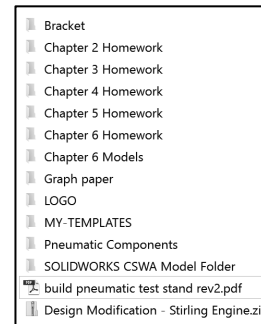 Bracket
Chapter 2 Homework
Chapter 3 Homework
Chapter 4 Homework
Chapter 5 Homework
Chapter 6 Homework
Chapter 6 Models
Graph paper
LOGO
MY-TEMPLATES
Pneumatic Components
SOLIDWORKS CSWA Model Folder
build pneumatic test stand rev2.pdf
Design Modification - Stirling Engine.zi